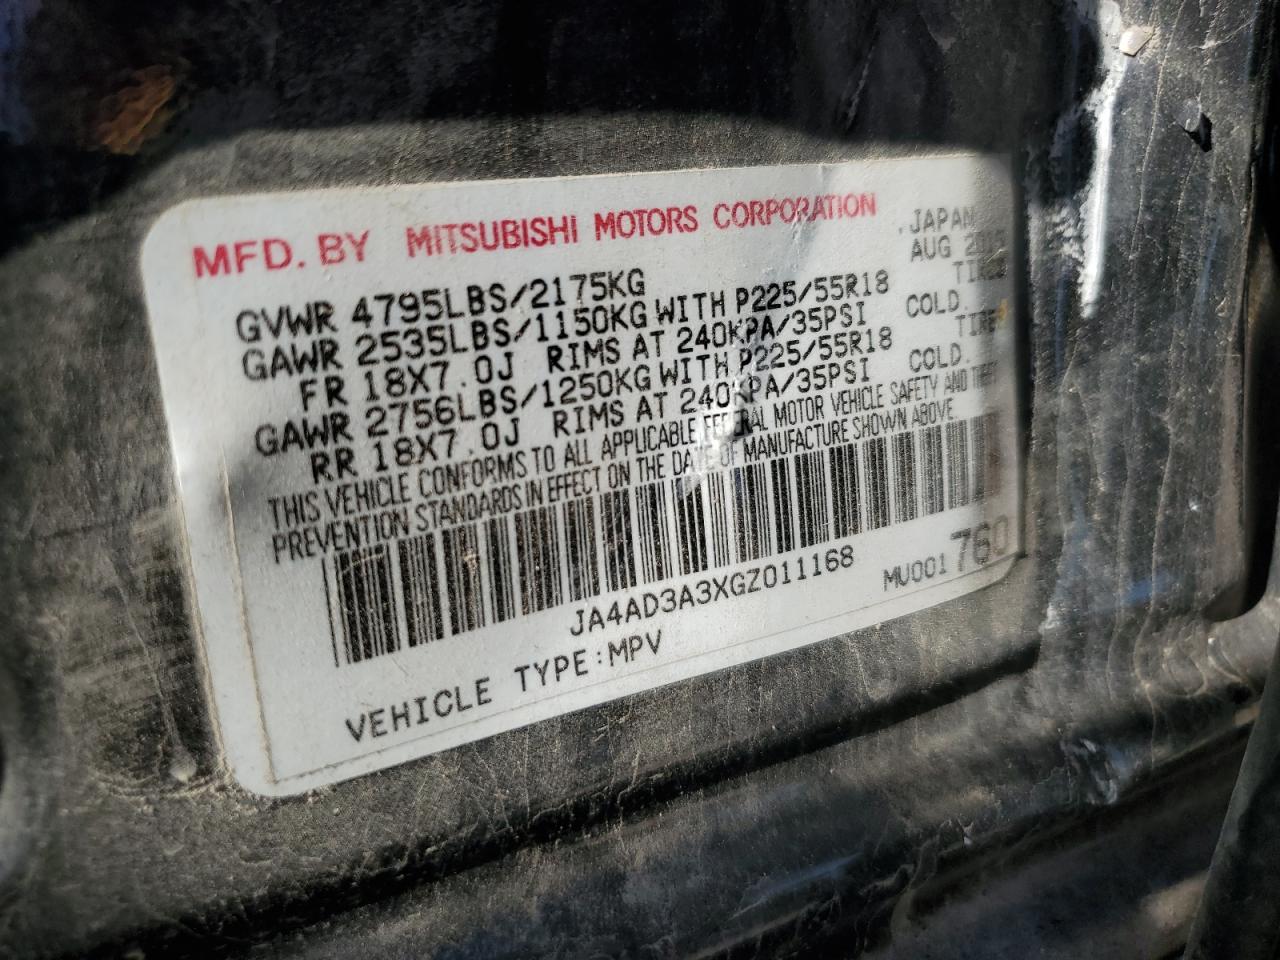 MFD. BY MITSUBISHI MOTORS CORPORATION
.JAPAN
AUG
GVWR 4795LBS/2175KG
GAWR 2535LBS/1150KG WITH P225/55R18
FR 18X7.0J RIMS AT 240KPA/35PSI COLD.
GAWR 2756LBS/1250KG WITH P225/55R18
RR 18X7.0J RIMS AT 240KPA/35PSI COLD.
THIS VEHICLE CONFORMS TO ALL APPLICABLE FEDERAL MOTOR VEHICLE SAFETY AND THEFT
PREVENTION STANDARDS IN EFFECT ON THE DATE OF MANUFACTURE SHOWN ABOVE.
JA4AD3A3XGZ011168
MU001760
VEHICLE TYPE:MPV